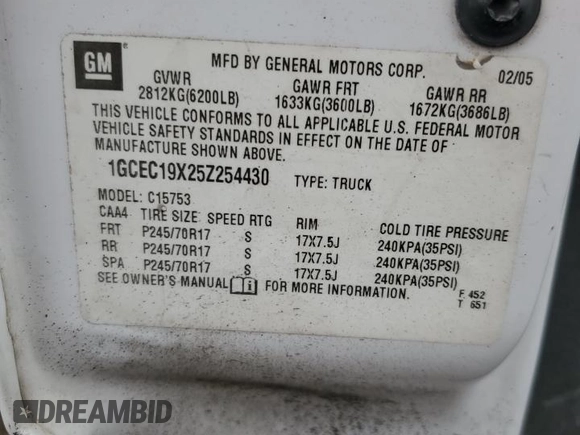 GM
MFD BY GENERAL MOTORS CORP. 02/05
GVWR GAWR FRT GAWR RR
2812KG(6200LB) 1633KG(3600LB) 1672KG(3686LB)
THIS VEHICLE CONFORMS TO ALL APPLICABLE U.S. FEDERAL MOTOR
VEHICLE SAFETY STANDARDS IN EFFECT ON THE DATE OF
MANUFACTURE SHOWN ABOVE.
1GCEC19X25Z254430 TYPE: TRUCK
MODEL: C15753
CAA4 TIRE SIZE SPEED RTG RIM COLD TIRE PRESSURE
FRT P245/70R17 S 17X7.5J 240KPA(35PSI)
RR P245/70R17 S 17X7.5J 240KPA(35PSI)
SPA P245/70R17 S 17X7.5J 240KPA(35PSI)
SEE OWNER'S MANUAL FOR MORE INFORMATION.
F 452
T 651
DREAMBID